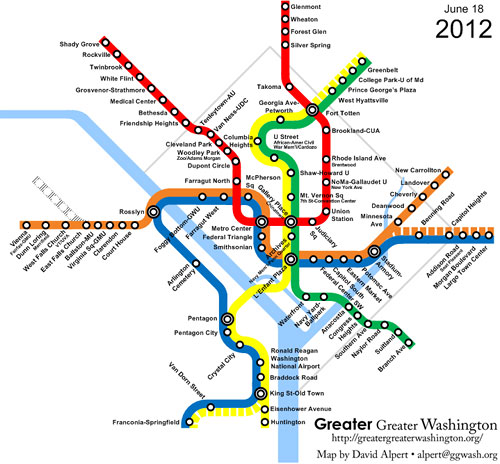 June 18
2012
Glenmont
Wheaton
Forest Glen
Silver Spring
Shady Grove
Rockville
Twinbrook
White Flint
Grosvenor-Strathmore
Medical Center
Bethesda
Friendship Heights
Tenleytown-AU
Van Ness-UDC
Cleveland Park
Woodley Park
Zoo/Adams Morgan
Dupont Circle
Farragut North
Takoma
Georgia Ave-
Petworth
Columbia
Heights
U Street
African-Amer Civil
War Mem'l/Cardozo
Greenbelt
College Park-U of Md
Prince George's Plaza
West Hyattsville
Fort Totten
Brookland-CUA
Rhode Island Ave
Brentwood
NoMa-Gallaudet U
New York Ave
Shaw-Howard U
Mt. Vernon Sq
7th St-Convention Center
Union
Station
Judiciary
Sq
McPherson
Sq
Gallery Place
Metro Center
Federal Triangle
Smithsonian
Archives
L'Enfant Plaza
New Carrollton
Landover
Cheverly
Deanwood
Minnesota
Ave
Benning Road
Capitol Heights
Addison Road
Morgan Boulevard
Largo Town Center
Stadium-
Armory
Potomac Ave
Eastern Market
Capitol South
Federal Center SW
Rosslyn
Foggy Bottom-GWU
Farragut West
Vienna
Dunn Loring
West Falls Church
East Falls Church
Ballston-MU
Virginia Sq-GMU
Clarendon
Court House
Arlington
Cemetery
Waterfront
Navy Yard-
Ballpark
Anacostia
Congress
Heights
Southern Ave
Naylor Road
Suitland
Branch Ave
Pentagon
Pentagon City
Crystal City
Ronald Reagan
Washington
National Airport
Braddock Road
King St-Old Town
Eisenhower Avenue
Huntington
Van Dorn Street
Franconia-Springfield
Greater Greater Washington
http://greatergreaterwashington.org/
Map by David Alpert • alpert@ggwash.org